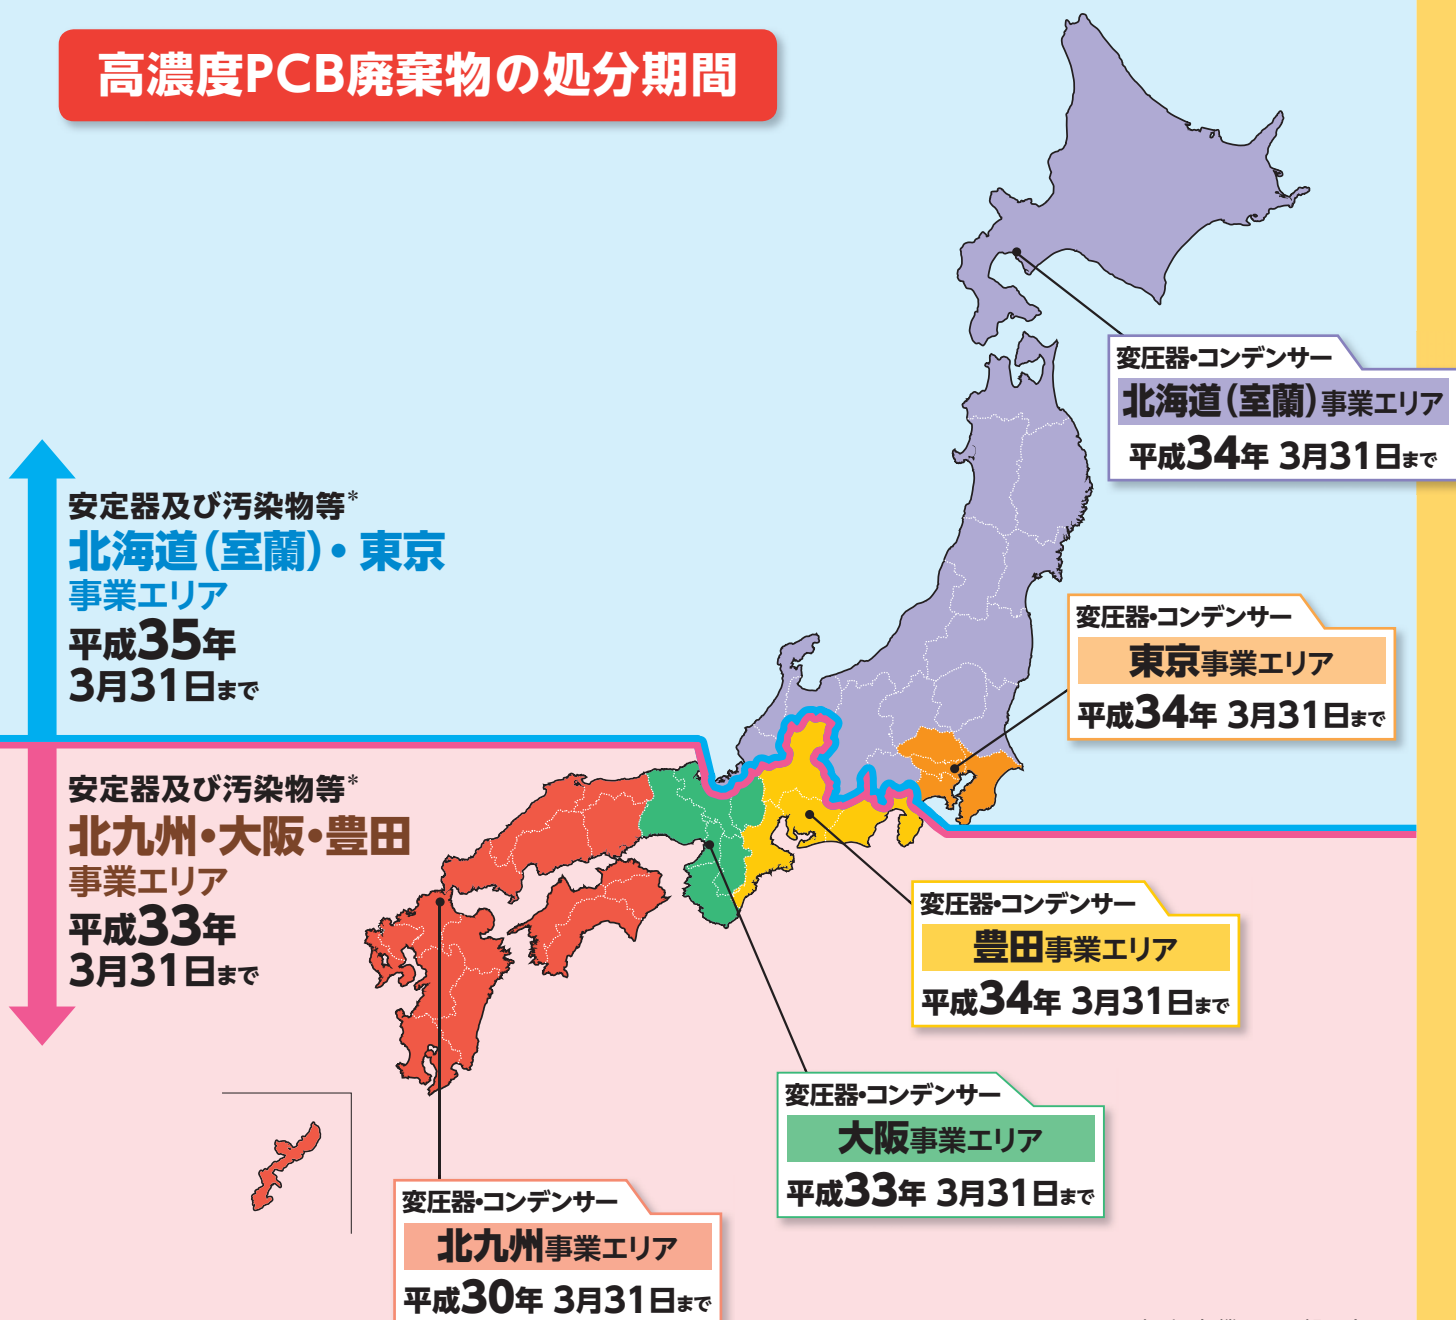 高濃度PCB廃棄物の処分期間
変圧器・コンデンサー
北海道(室蘭)事業エリア
平成34年 3月31日まで
安定器及び汚染物等*
北海道(室蘭)・東京
事業エリア
平成35年
3月31日まで
変圧器・コンデンサー
東京事業エリア
平成34年 3月31日まで
安定器及び汚染物等*
北九州・大阪・豊田
事業エリア
平成33年
3月31日まで
変圧器・コンデンサー
豊田事業エリア
平成34年 3月31日まで
変圧器・コンデンサー
大阪事業エリア
平成33年 3月31日まで
変圧器・コンデンサー
北九州事業エリア
平成30年 3月31日まで